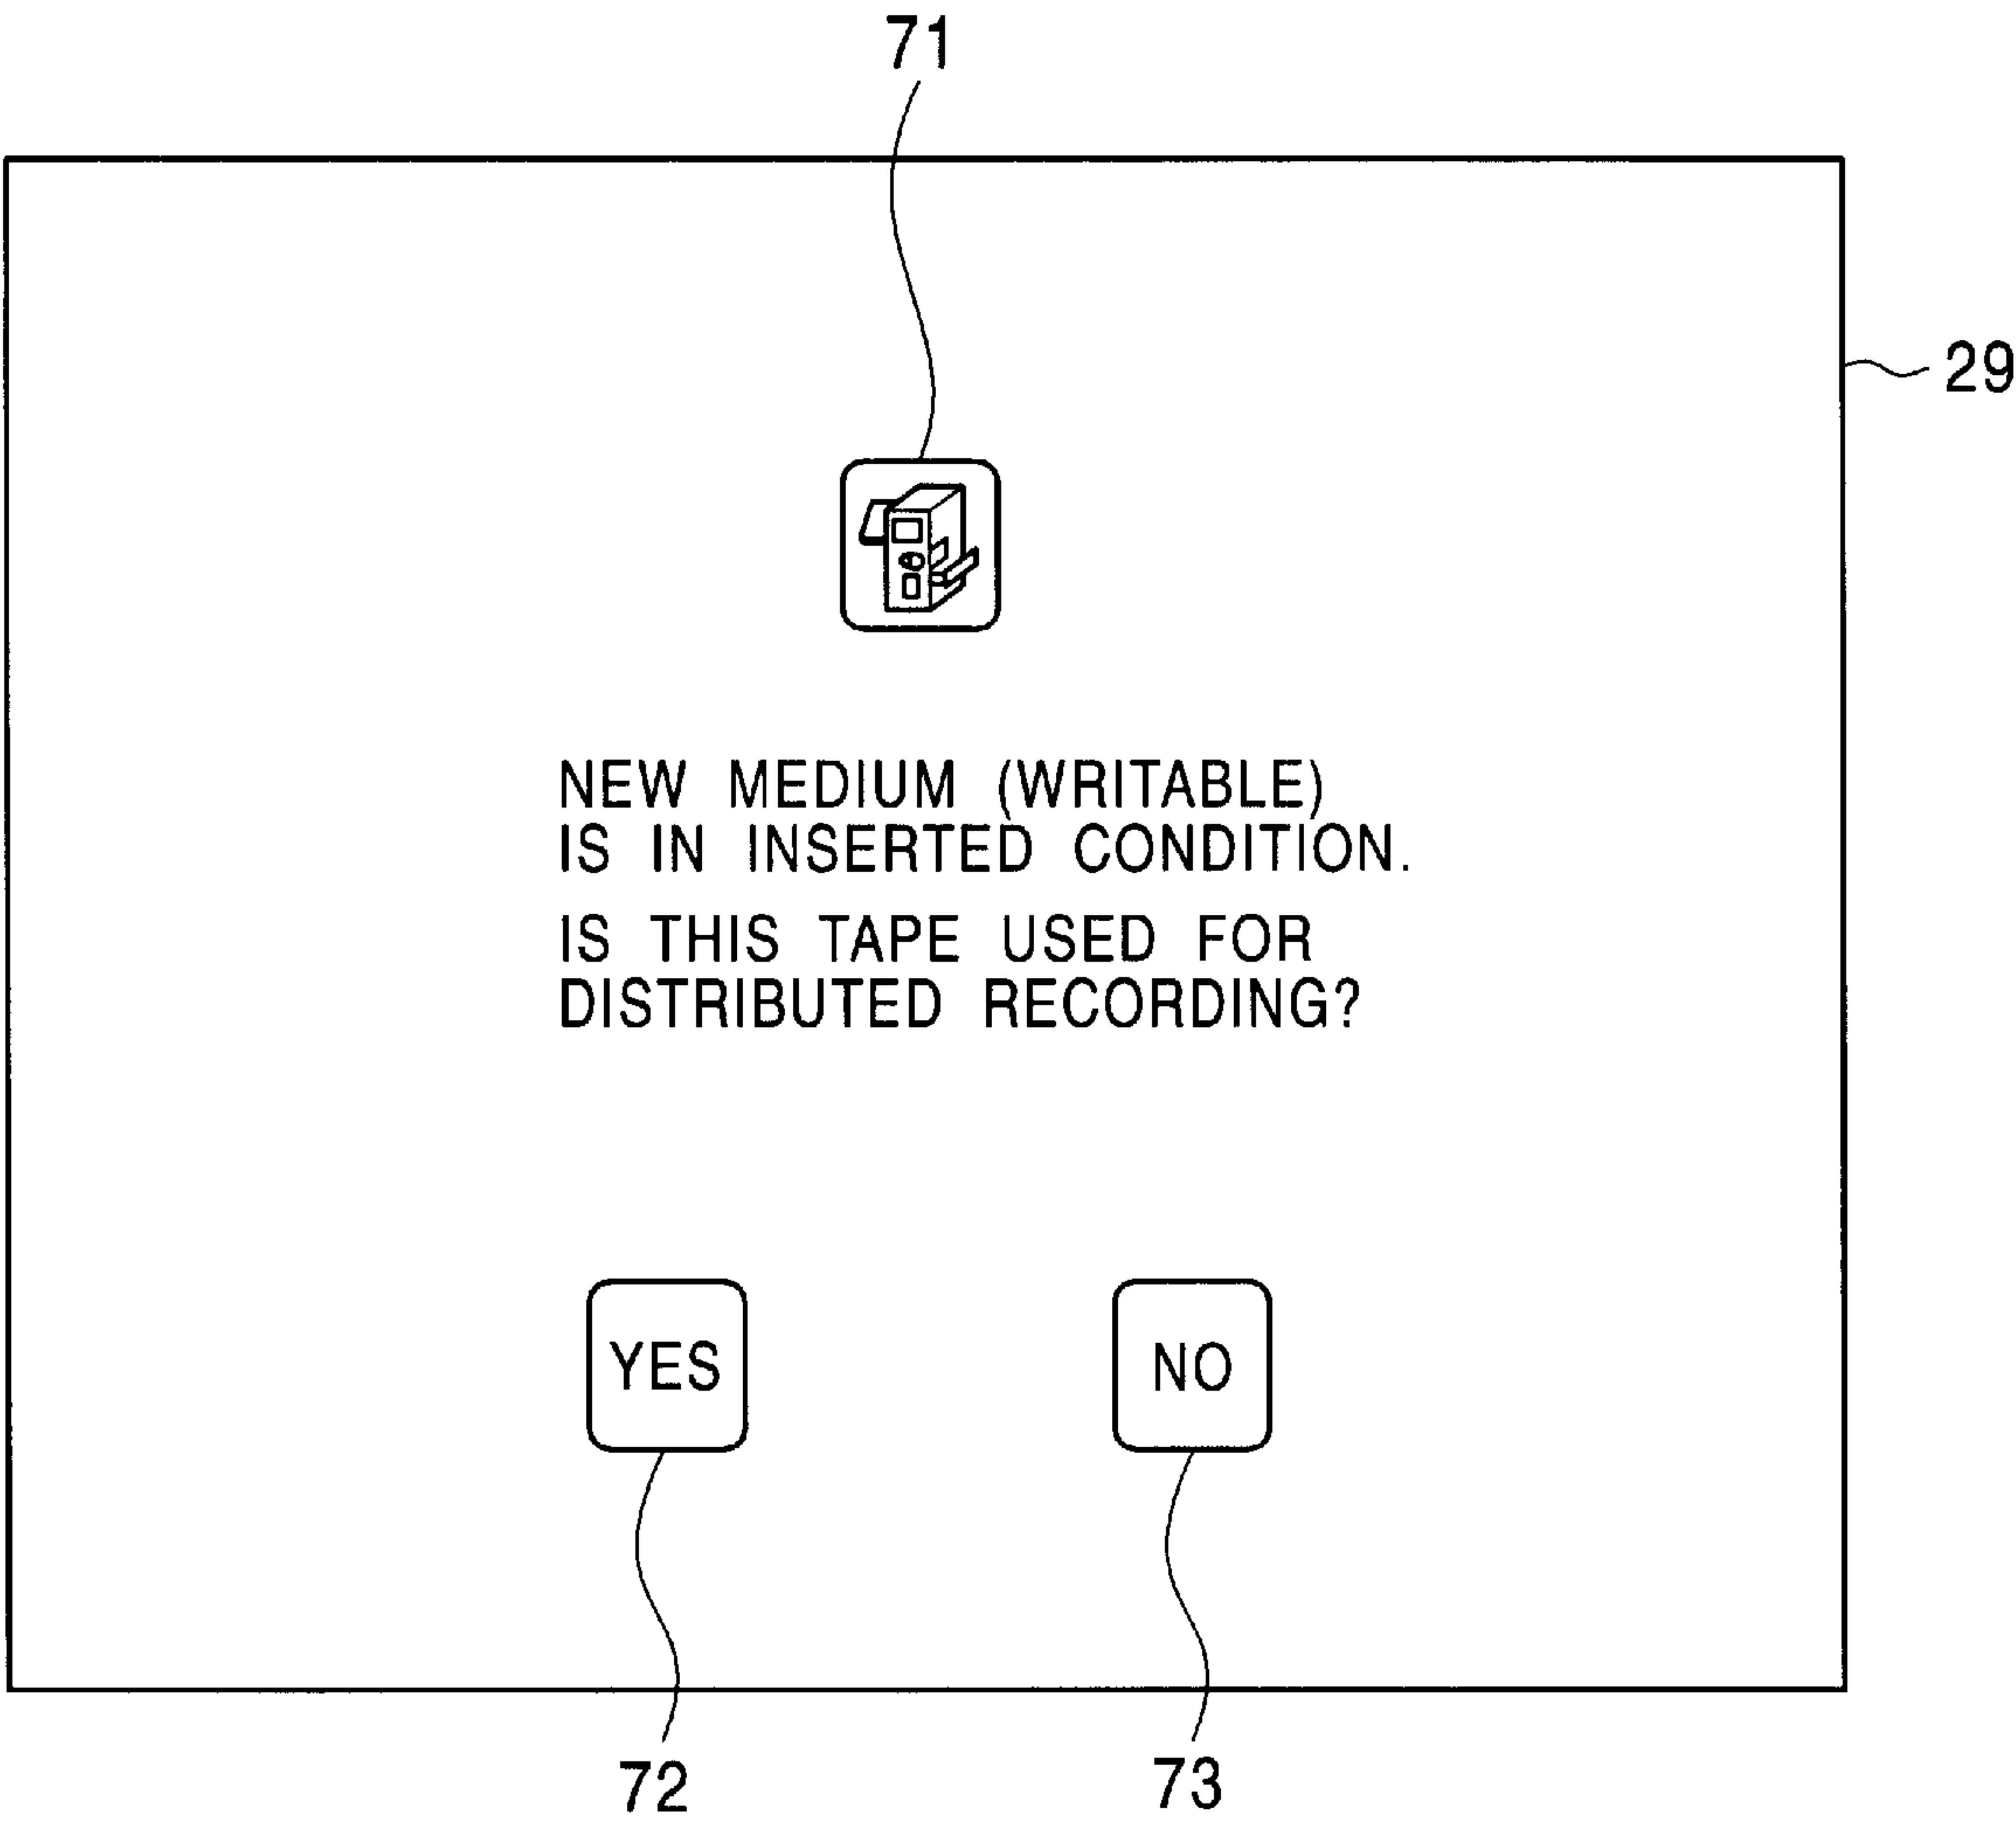 71
29
NEW MEDIUM (WRITABLE)
IS IN INSERTED CONDITION.
IS THIS TAPE USED FOR
DISTRIBUTED RECORDING?
YES
NO
72
73